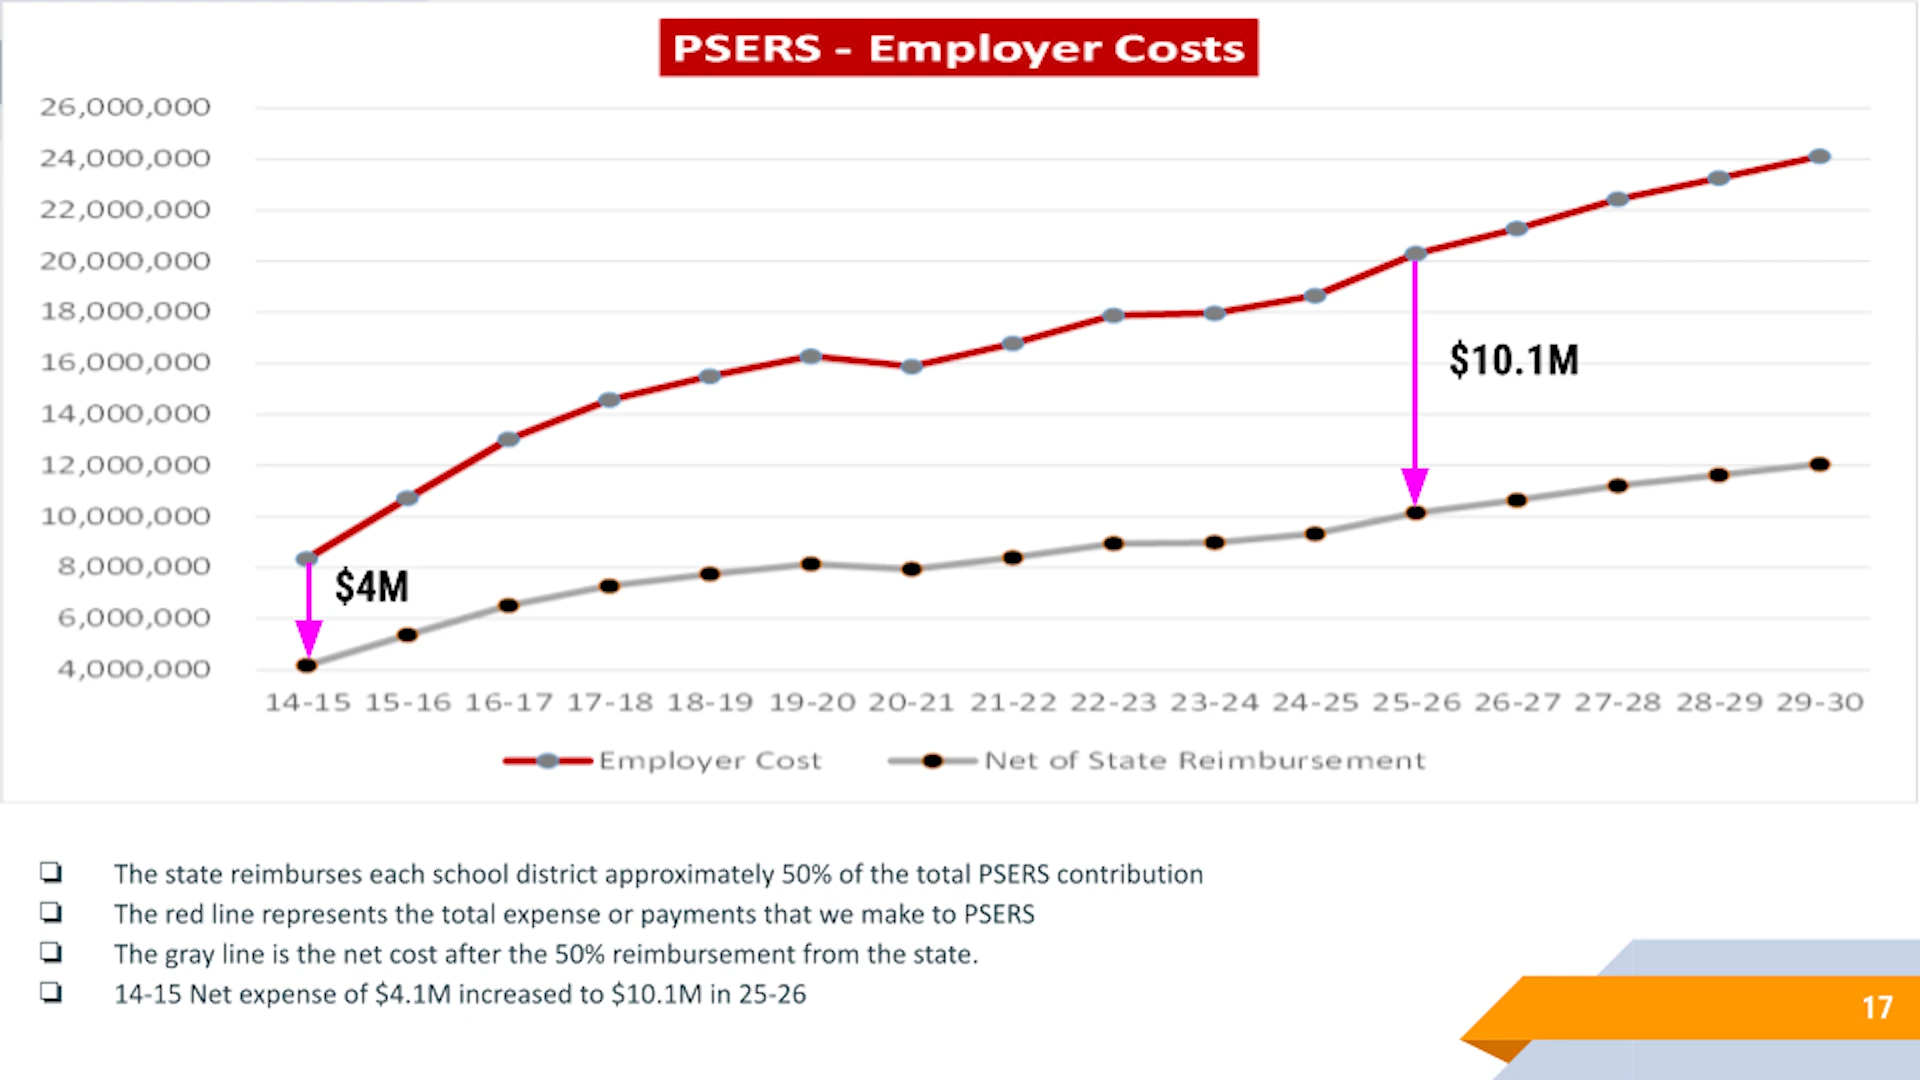 PSERS - Employer Costs
26,000,000
24,000,000
22,000,000
20,000,000
18,000,000
16,000,000
14,000,000
12,000,000
10,000,000
8,000,000
6,000,000
4,000,000
$10.1M
$4M
14-15 15-16 16-17 17-18 18-19 19-20 20-21 21-22 22-23 23-24 24-25 25-26 26-27 27-28 28-29 29-30
Employer Cost Net of State Reimbursement
❏ The state reimburses each school district approximately 50% of the total PSERS contribution
❏ The red line represents the total expense or payments that we make to PSERS
❏ The gray line is the net cost after the 50% reimbursement from the state.
❏ 14-15 Net expense of $4.1M increased to $10.1M in 25-26
17